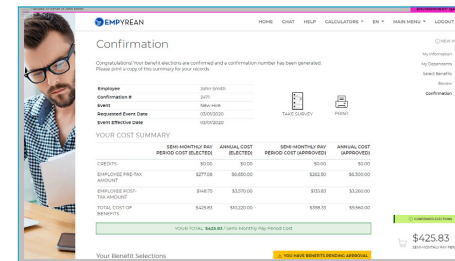 EMPYREAN
HOME CHAT HELP CALCULATORS EN MAIN MENU LOGOUT
Confirmation
Congratulations! Your benefit elections are confirmed and a confirmation number has been generated.
Please print a copy of this summary for your records.
My Information
My Dependents
Select Benefits
Review
Confirmation
Employee John Smith
Confirmation # 2471
Event New Hire
Requested Event Date 03/01/2020
Event Effective Date 03/01/2020
TAKE SURVEY PRINT
YOUR COST SUMMARY
SEMI-MONTHLY PAY PERIOD COST (ELECTED) ANNUAL COST (ELECTED) SEMI-MONTHLY PAY PERIOD COST (APPROVED) ANNUAL COST (APPROVED)
CREDITS $0.00 $0.00 $0.00 $0.00
EMPLOYEE PRE-TAX AMOUNT $277.08 $6,650.00 $262.50 $6,300.00
EMPLOYEE POST-TAX AMOUNT $148.75 $3,570.00 $135.83 $3,260.00
TOTAL COST OF BENEFITS $425.83 $10,220.00 $398.33 $9,560.00
YOUR TOTAL $425.83 / Semi-Monthly Pay Period Cost
CONFIRMED ELECTIONS
$425.83
SEMI-MONTHLY PAY PER
Your Benefit Selections
YOU HAVE BENEFITS PENDING APPROVAL